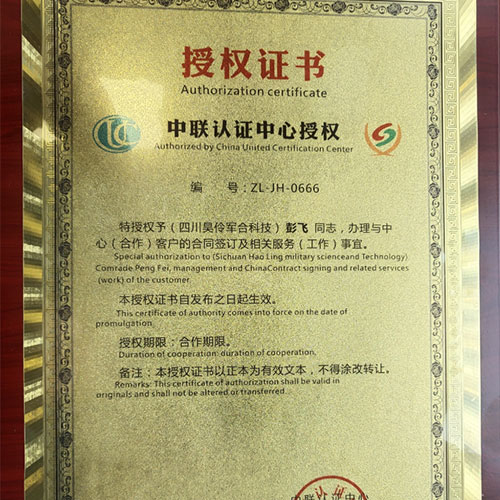 授权证书
Authorization certificate
中联认证中心授权
Authorized by China United Certification Center
编 号：ZL-JH-0666
特授权予（四川昊伶军合科技）彭飞 同志，办理与中
心（合作）客户的合同签订及相关服务（工作）事宜。
Special authorization to (Sichuan Hao Ling military scienceand Technology)
Comrade Peng Fei, management and ChinaContract signing and related services
(work) of the customer.
本授权证书自发布之日起生效。
This certificate of authority comes into force on the date of
promulgation.
授权期限：合作期限。
Duration of cooperation: duration of cooperation.
备注：本授权证书以正本为有效文本，不得涂改转让。
Remarks: This certificate of authorization shall be valid in
originals and shall not be altered or transferred.
中联认证中心